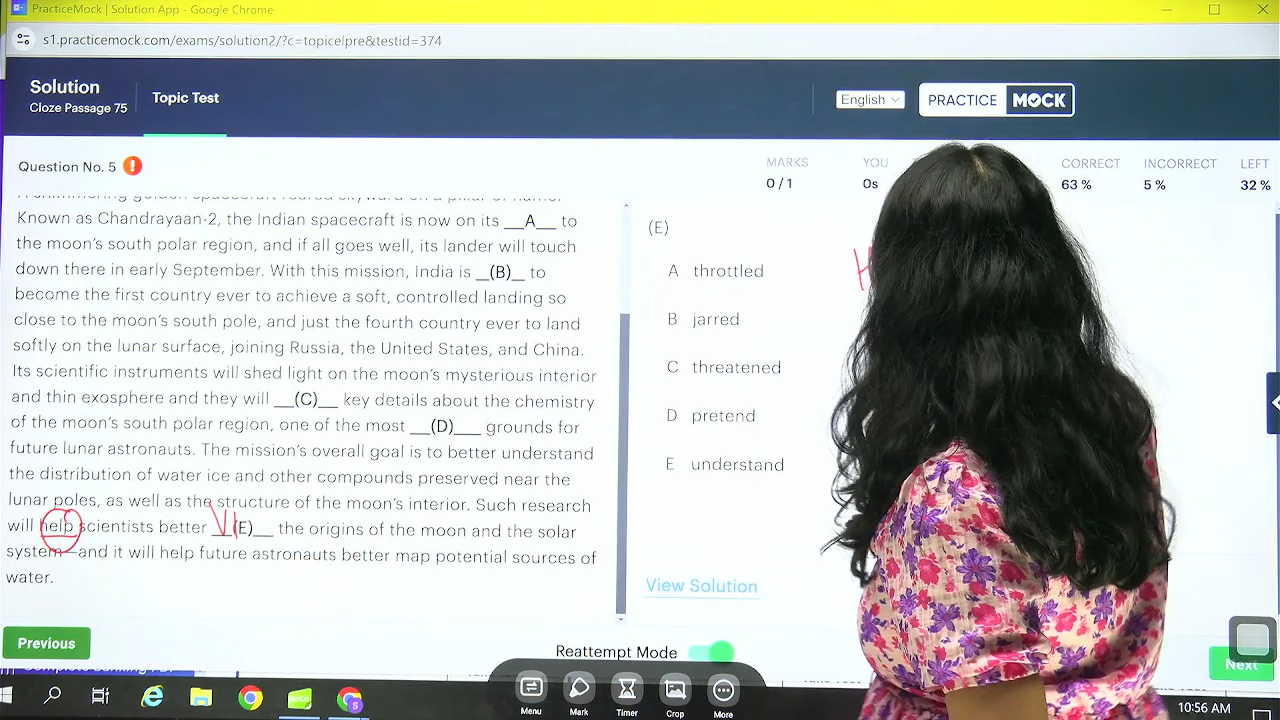 PracticeMock | Solution App - Google Chrome
s1.practicemock.com/exams/solution2/?c=topic|pre&testid=374
Solution
Cloze Passage 75
Topic Test
English
PRACTICE MOCK
Question No. 5
MARKS
0 / 1
YOU
0s
CORRECT
63 %
INCORRECT
5 %
LEFT
32 %
Known as Chandrayaan-2, the Indian spacecraft is now on its __A__ to
the moon's south polar region, and if all goes well, its lander will touch
down there in early September. With this mission, India is _(B)_ to
become the first country ever to achieve a soft, controlled landing so
close to the moon's south pole, and just the fourth country ever to land
softly on the lunar surface, joining Russia, the United States, and China.
Its scientific instruments will shed light on the moon's mysterious interior
and thin exosphere and they will __(C)__ key details about the chemistry
of the moon's south polar region, one of the most __(D)___ grounds for
future lunar astronauts. The mission's overall goal is to better understand
the distribution of water ice and other compounds preserved near the
lunar poles, as well as the structure of the moon's interior. Such research
will help scientists better __(E)__ the origins of the moon and the solar
system—and it will help future astronauts better map potential sources of
water.
V1
(E)
A throttled
B jarred
C threatened
D pretend
E understand
H
View Solution
Previous
Reattempt Mode
Next
Menu
Mark
Timer
Crop
More
10:56 AM